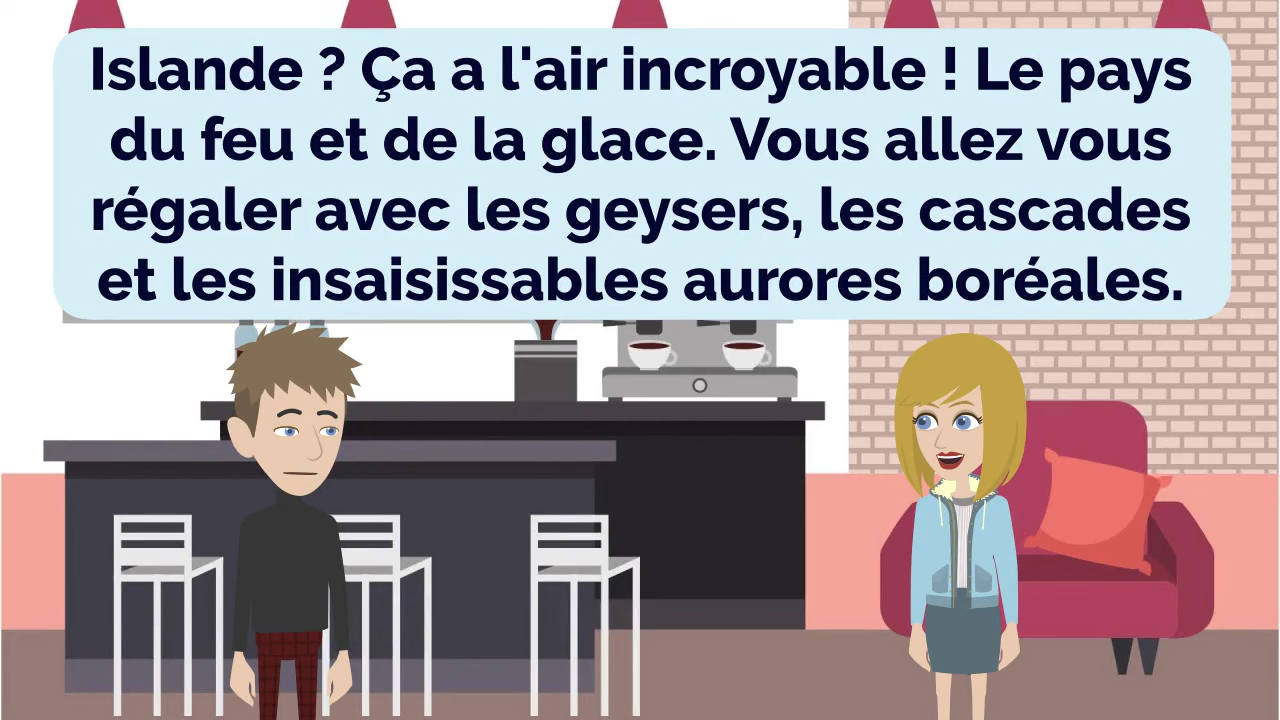 Islande ? Ça a l'air incroyable ! Le pays
du feu et de la glace. Vous allez vous
régaler avec les geysers, les cascades
et les insaisissables aurores boréales.